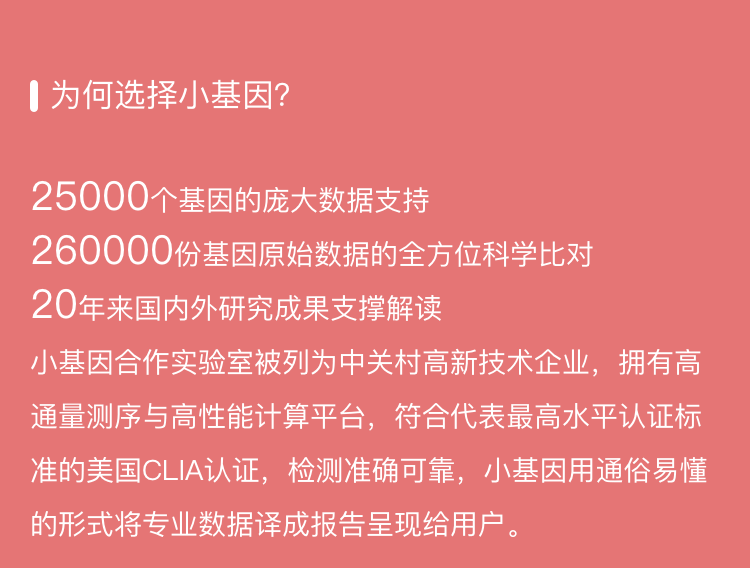 为何选择小基因?
25000个基因的庞大数据支持
260000份基因原始数据的全方位科学比对
20年来国内外研究成果支撑解读
小基因合作实验室被列为中关村高新技术企业，拥有高
通量测序与高性能计算平台，符合代表最高水平认证标
准的美国CLIA认证，检测准确可靠，小基因用通俗易懂
的形式将专业数据译成报告呈现给用户。